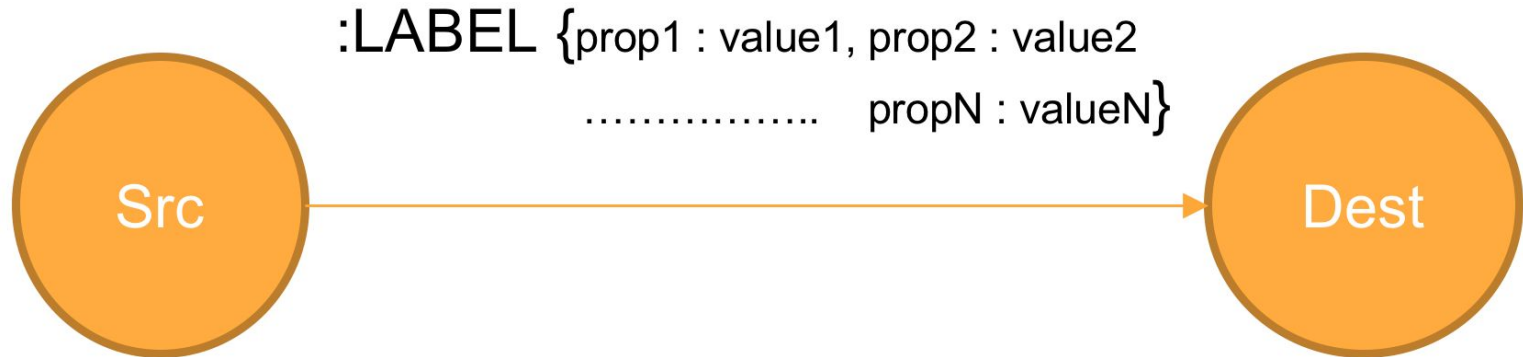 :LABEL {prop1 : value1, prop2 : value2
…………….. propN : valueN}
Src
Dest